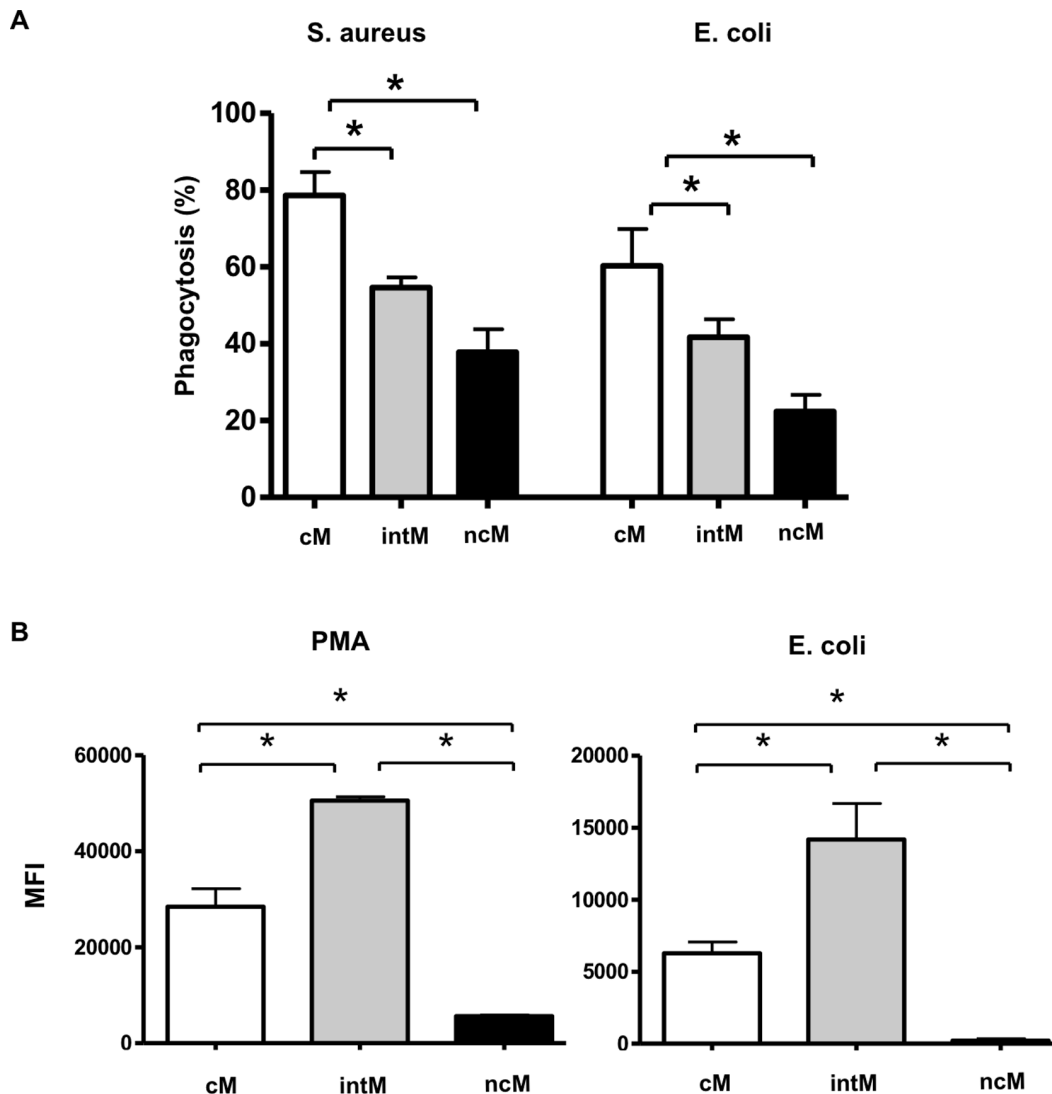 A
S. aureus E. coli
* *
* *
100
80
60
40
20
0
Phagocytosis (%)
cM intM ncM cM intM ncM
B
PMA E. coli
* *
* * * *
60000 20000
40000 15000
20000 10000
0 5000
0
MFI
cM intM ncM cM intM ncM